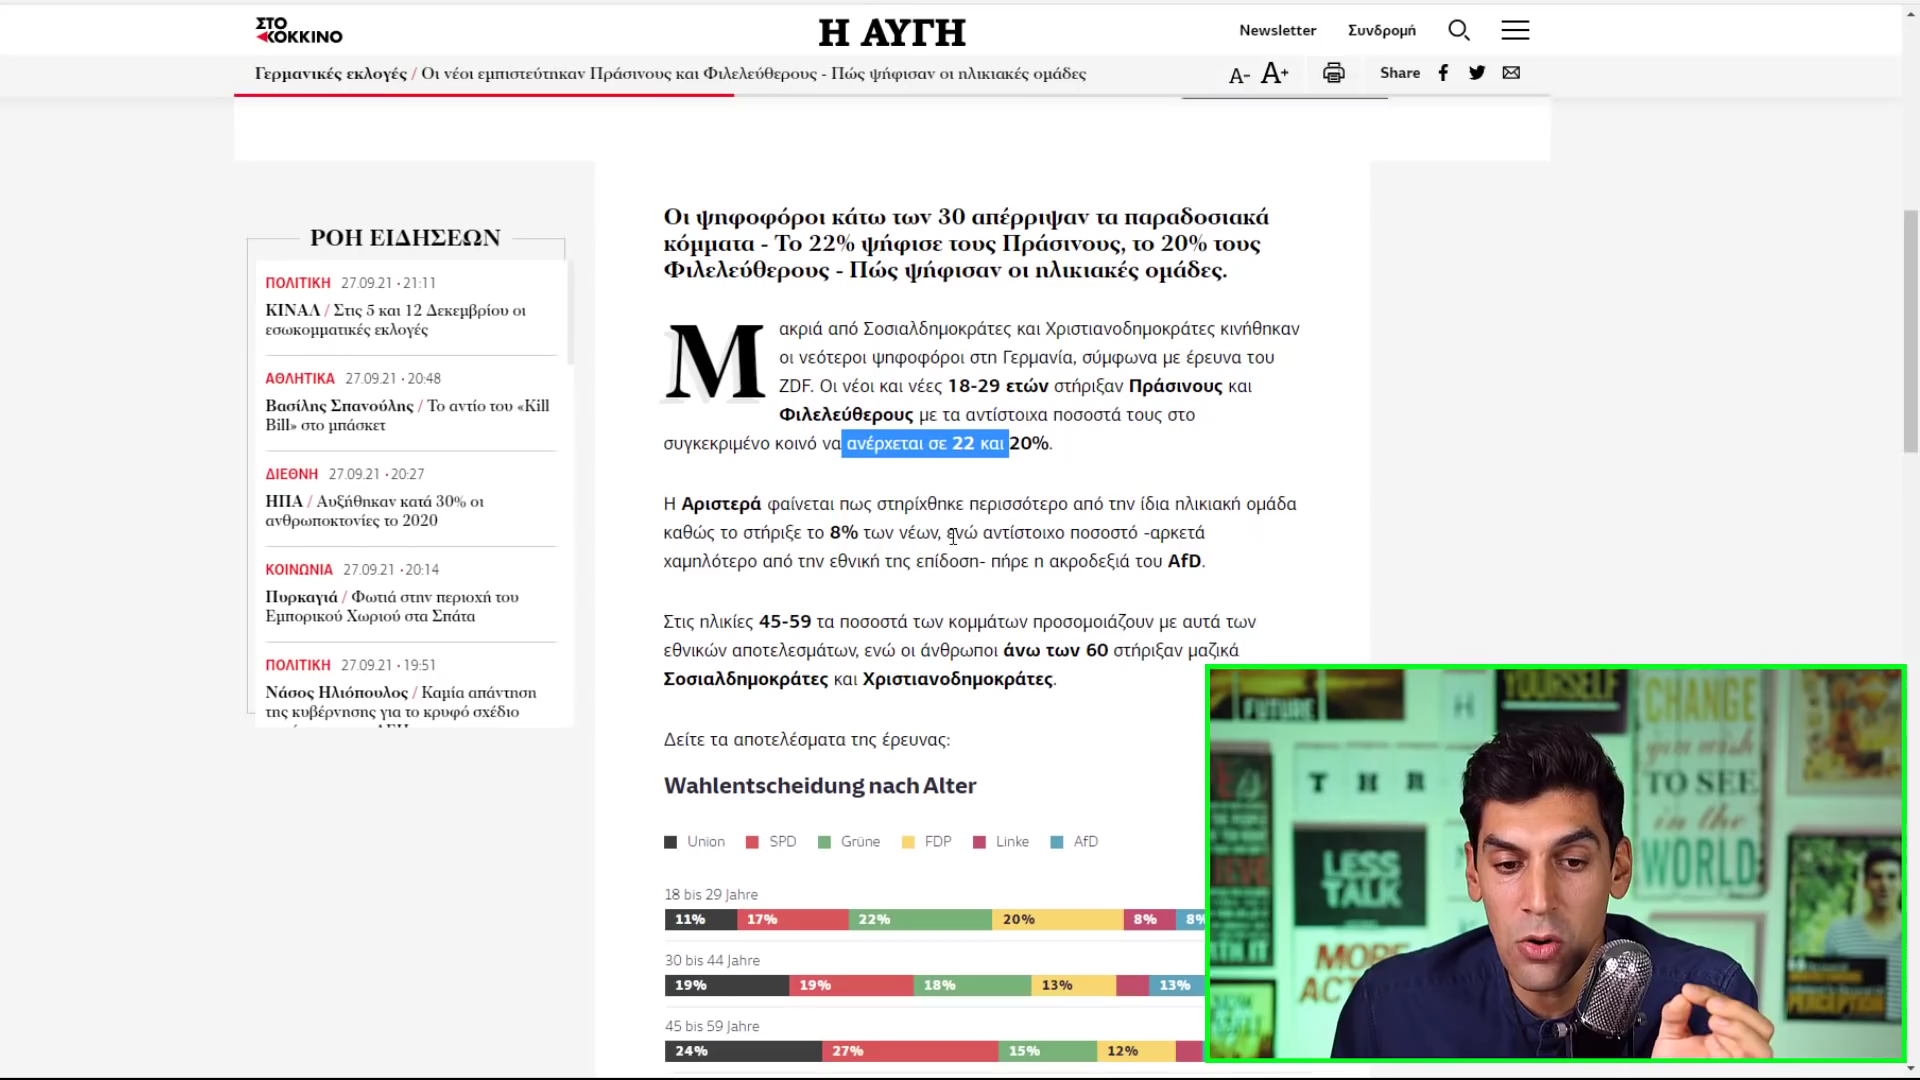 ΣΤΟ
ΚΟΚΚΙΝΟ
Η ΑΥΓΗ
Newsletter
Συνδρομή
Γερμανικές εκλογές / Οι νέοι εμπιστεύτηκαν Πράσινους και Φιλελεύθερους - Πώς ψήφισαν οι ηλικιακές ομάδες
A- A+
Share
ΡΟΗ ΕΙΔΗΣΕΩΝ
ΠΟΛΙΤΙΚΗ 27.09.21 • 21:11
ΚΙΝΑΛ / Στις 5 και 12 Δεκεμβρίου οι
εσωκομματικές εκλογές
ΑΘΛΗΤΙΚΑ 27.09.21 • 20:48
Βασίλης Σπανούλης / Το αντίο του «Kill
Bill» στο μπάσκετ
ΔΙΕΘΝΗ 27.09.21 • 20:27
ΗΠΑ / Αυξήθηκαν κατά 30% οι
ανθρωποκτονίες το 2020
ΚΟΙΝΩΝΙΑ 27.09.21 • 20:14
Πυρκαγιά / Φωτιά στην περιοχή του
Εμπορικού Χωριού στα Σπάτα
ΠΟΛΙΤΙΚΗ 27.09.21 • 19:51
Νάσος Ηλιόπουλος / Καμία απάντηση
της κυβέρνησης για το κρυφό σχέδιο
Οι ψηφοφόροι κάτω των 30 απέρριψαν τα παραδοσιακά
κόμματα - Το 22% ψήφισε τους Πράσινους, το 20% τους
Φιλελεύθερους - Πώς ψήφισαν οι ηλικιακές ομάδες.
Μακριά από Σοσιαλδημοκράτες και Χριστιανοδημοκράτες κινήθηκαν
οι νεότεροι ψηφοφόροι στη Γερμανία, σύμφωνα με έρευνα του
ZDF. Οι νέοι και νέες 18-29 ετών στήριξαν Πράσινους και
Φιλελεύθερους με τα αντίστοιχα ποσοστά τους στο
συγκεκριμένο κοινό να ανέρχεται σε 22 και 20%.
Η Αριστερά φαίνεται πως στηρίχθηκε περισσότερο από την ίδια ηλικιακή ομάδα
καθώς το στήριξε το 8% των νέων, ενώ αντίστοιχο ποσοστό -αρκετά
χαμηλότερο από την εθνική της επίδοση- πήρε η ακροδεξιά του AfD.
Στις ηλικίες 45-59 τα ποσοστά των κομμάτων προσομοιάζουν με αυτά των
εθνικών αποτελεσμάτων, ενώ οι άνθρωποι άνω των 60 στήριξαν μαζικά
Σοσιαλδημοκράτες και Χριστιανοδημοκράτες.
Δείτε τα αποτελέσματα της έρευνας:
Wahlentscheidung nach Alter
Union SPD Grüne FDP Linke AfD
18 bis 29 Jahre
11% 17% 22% 20% 8% 8%
30 bis 44 Jahre
19% 19% 18% 13% 13%
45 bis 59 Jahre
24% 27% 15% 12%
FUTURE
YOURSELF
H
CHANGE
you wish
TO SEE
in the
WORLD
T H R
LESS
TALK
MORE
PERCEPTION